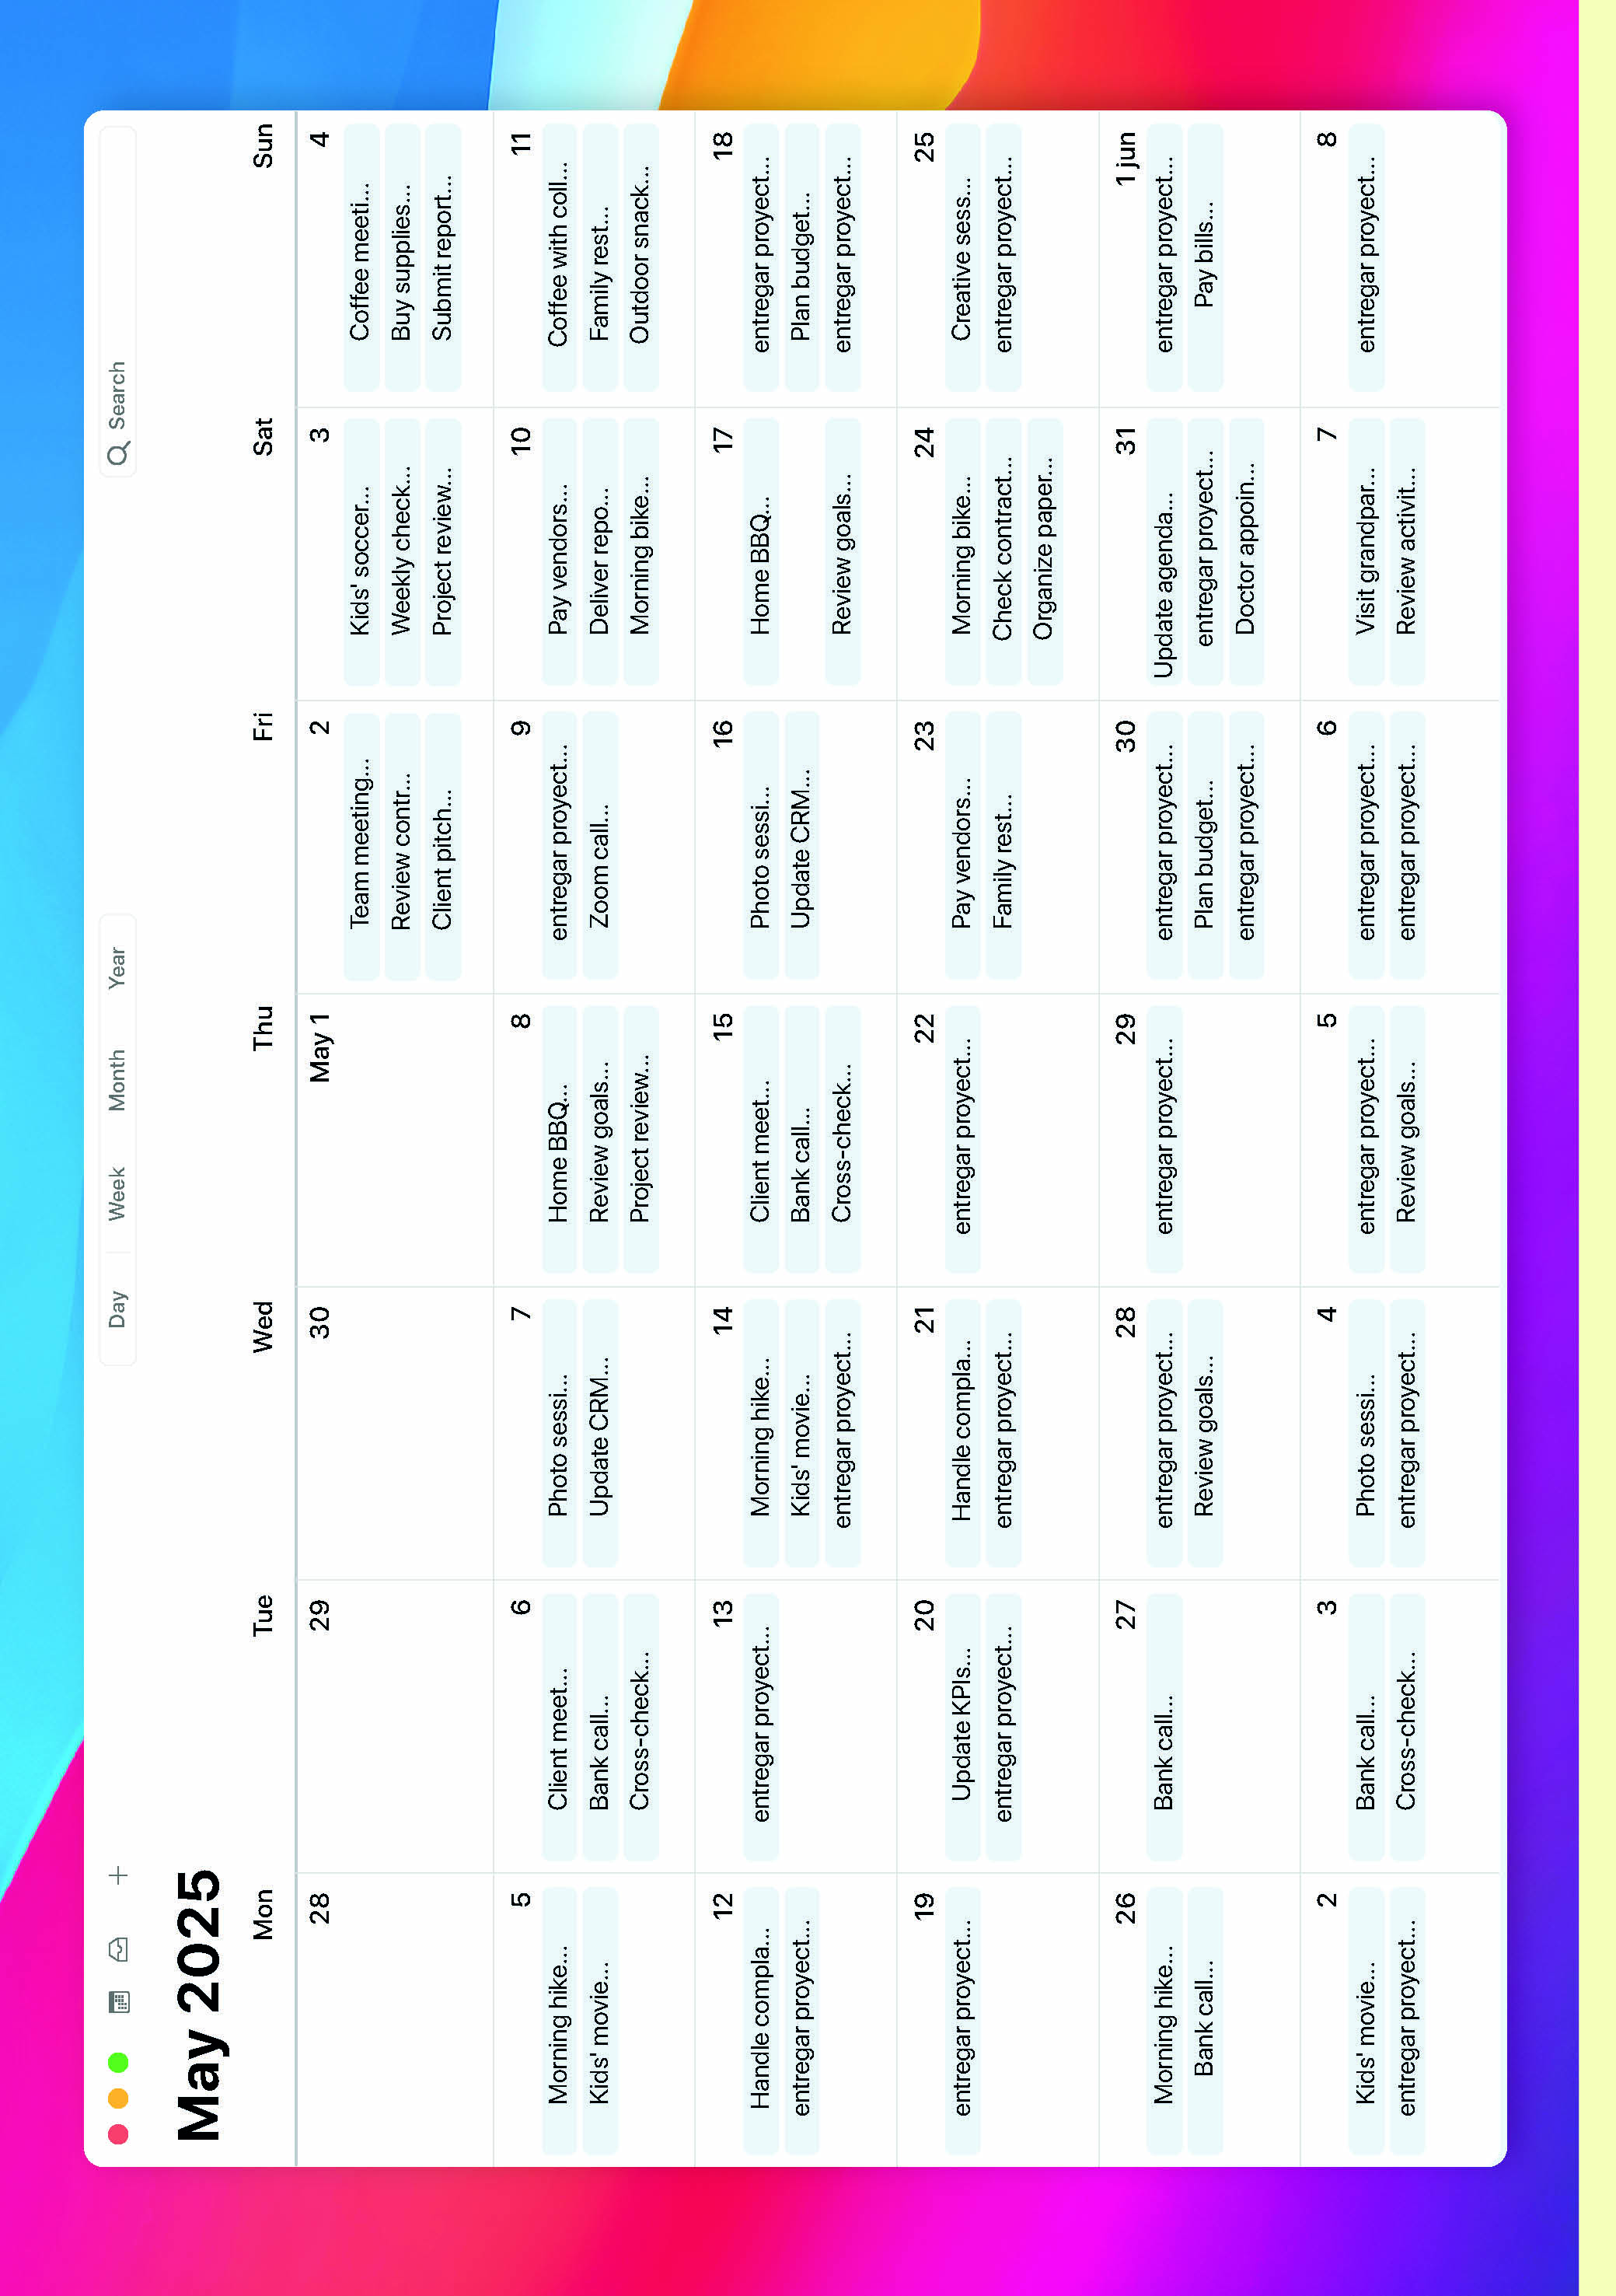 Day Week Month Year
Search
May 2025
Mon Tue Wed Thu Fri Sat Sun
28
29
30
May 1
2
Team meeting...
Review contr...
Client pitch...
3
Kids' soccer...
Weekly check...
Project review...
4
Coffee meeti...
Buy supplies...
Submit report...
5
Morning hike...
Kids' movie...
6
Client meet...
Bank call...
Cross-check...
7
Photo sessi...
Update CRM...
8
Home BBQ...
Review goals...
Project review...
9
entregar proyect...
Zoom call...
10
Pay vendors...
Deliver repo...
Morning bike...
11
Coffee with coll...
Family rest...
Outdoor snack...
12
Handle compla...
entregar proyect...
13
entregar proyect...
14
Morning hike...
Kids' movie...
entregar proyect...
15
Client meet...
Bank call...
Cross-check...
16
Photo sessi...
Update CRM...
17
Home BBQ...
Review goals...
18
entregar proyect...
Plan budget...
entregar proyect...
19
entregar proyect...
20
Update KPIs...
entregar proyect...
21
Handle compla...
entregar proyect...
22
entregar proyect...
23
Pay vendors...
Family rest...
24
Morning bike...
Check contract...
Organize paper...
25
Creative sess...
entregar proyect...
26
Morning hike...
Bank call...
27
Bank call...
28
entregar proyect...
Review goals...
29
entregar proyect...
30
entregar proyect...
Plan budget...
entregar proyect...
31
Update agenda...
entregar proyect...
Doctor appoin...
1 jun
entregar proyect...
Pay bills...
2
Kids' movie...
entregar proyect...
3
Bank call...
Cross-check...
4
Photo sessi...
entregar proyect...
5
entregar proyect...
Review goals...
6
entregar proyect...
entregar proyect...
7
Visit grandpar...
Review activit...
8
entregar proyect...